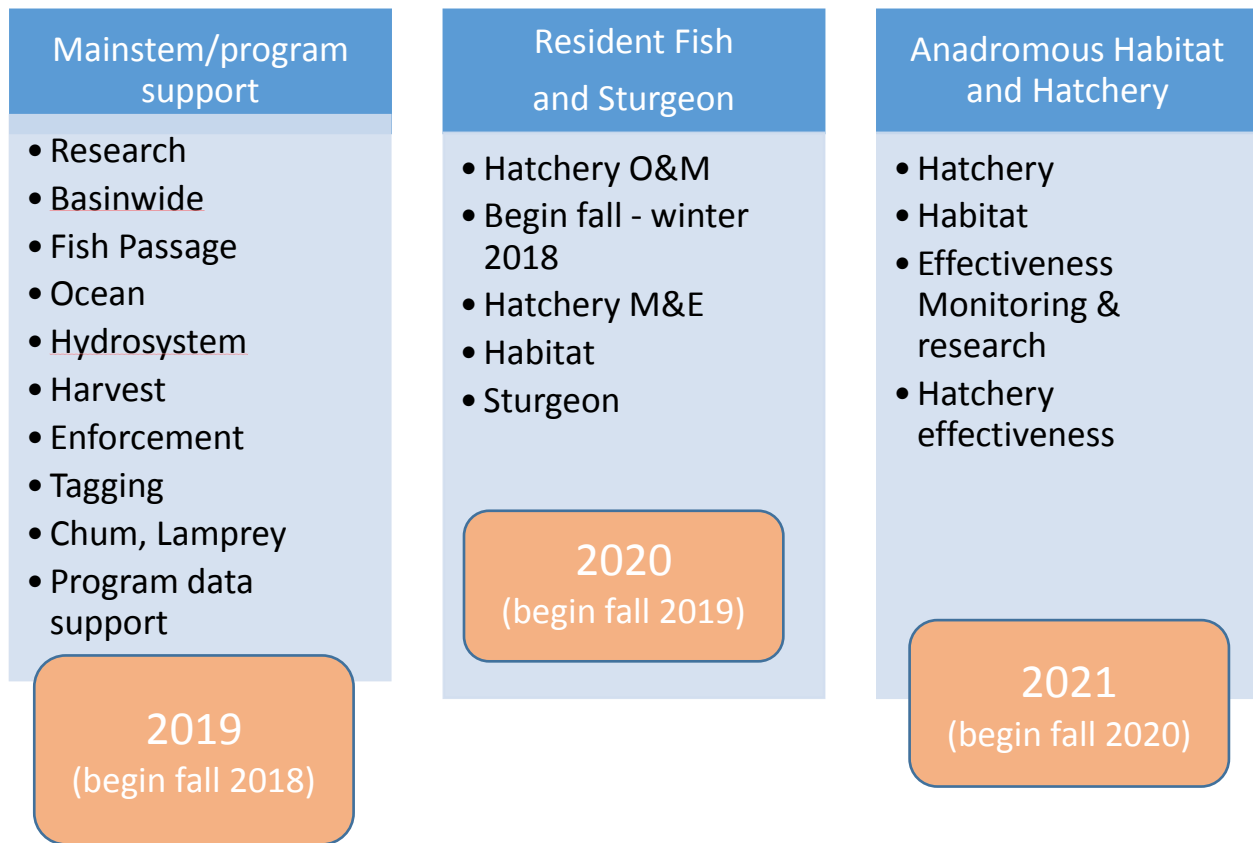 Mainstem/program
support
• Research
• Basinwide
• Fish Passage
• Ocean
• Hydrosystem
• Harvest
• Enforcement
• Tagging
• Chum, Lamprey
• Program data
support
2019
(begin fall 2018)
Resident Fish
and Sturgeon
• Hatchery O&M
• Begin fall - winter
2018
• Hatchery M&E
• Habitat
• Sturgeon
2020
(begin fall 2019)
Anadromous Habitat
and Hatchery
• Hatchery
• Habitat
• Effectiveness
Monitoring &
research
• Hatchery
effectiveness
2021
(begin fall 2020)